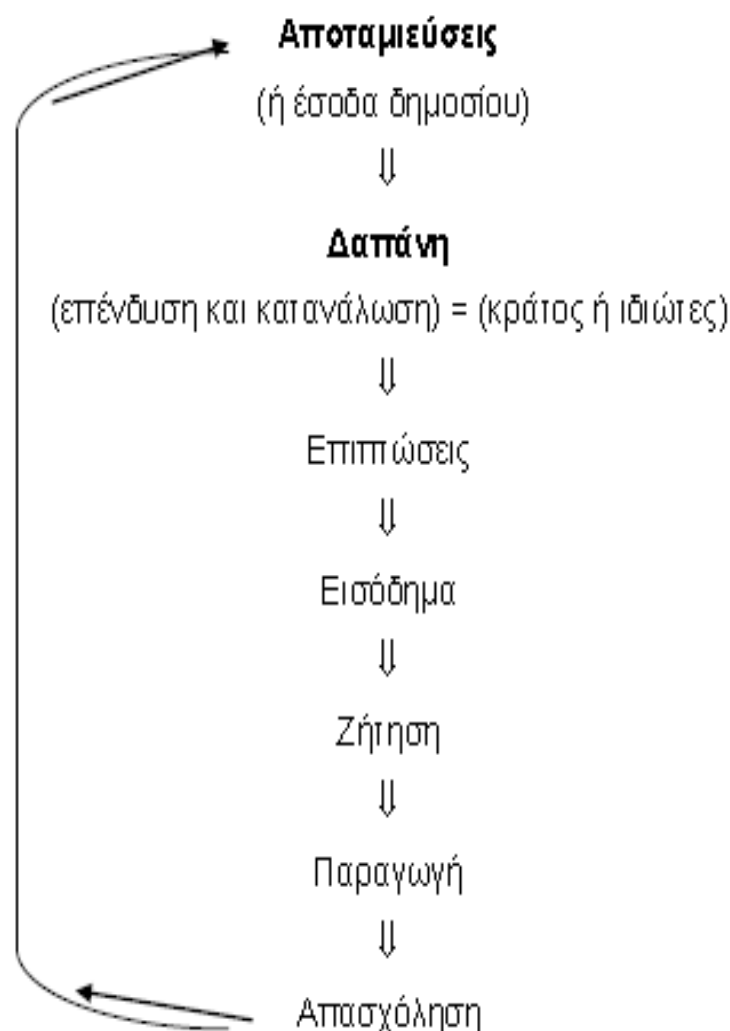 Αποταμιεύσεις
(ή έσοδα δημοσίου)
⇓
Δαπάνη
(επένδυση και κατανάλωση) = (κράτος ή ιδιώτες)
⇓
Επιπτώσεις
⇓
Εισόδημα
⇓
Ζήτηση
⇓
Παραγωγή
⇓
Απασχόληση